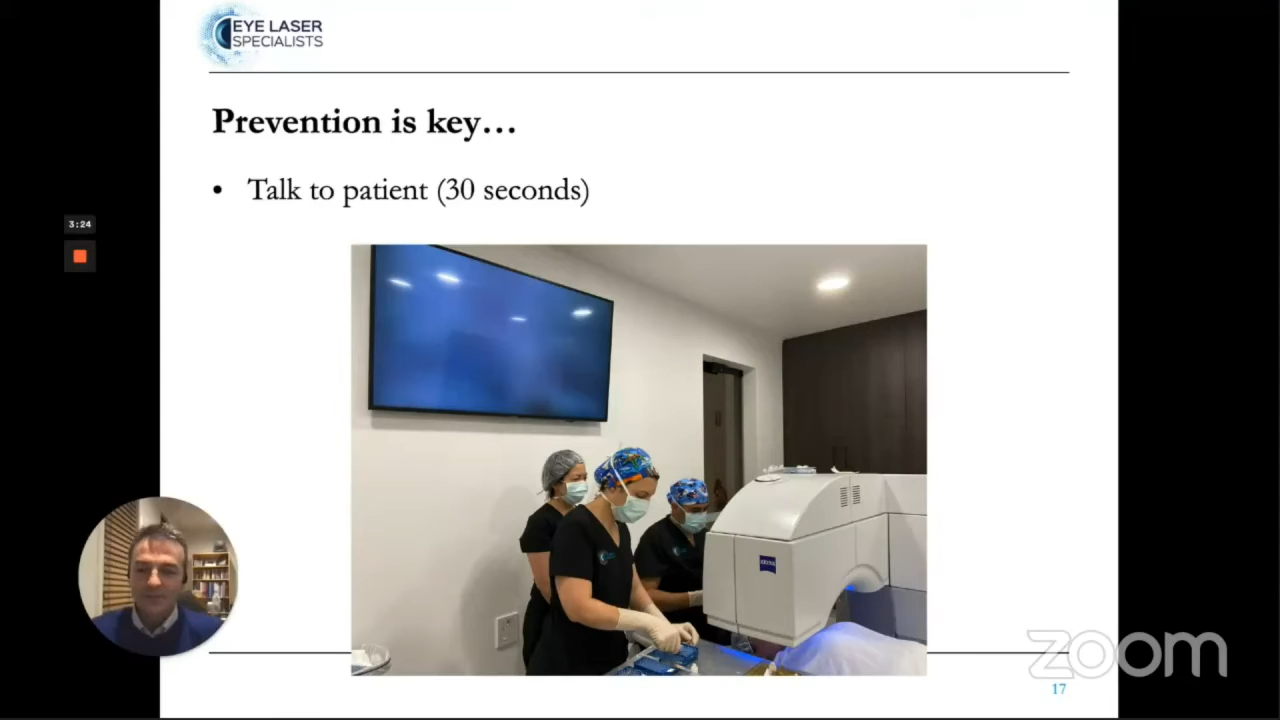 EYE LASER
SPECIALISTS
Prevention is key…
• Talk to patient (30 seconds)
3:24
ZEISS
zoom
17